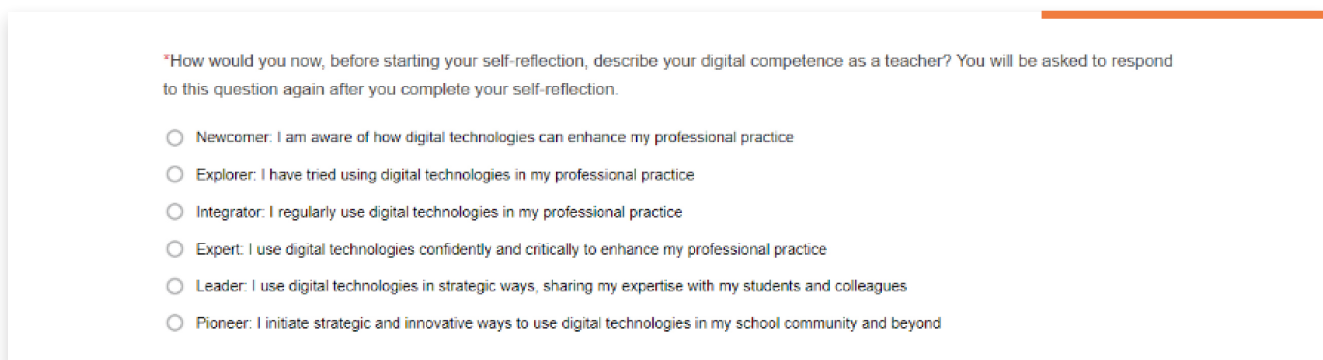 *How would you now, before starting your self-reflection, describe your digital competence as a teacher? You will be asked to respond
to this question again after you complete your self-reflection.
Newcomer: I am aware of how digital technologies can enhance my professional practice
Explorer: I have tried using digital technologies in my professional practice
Integrator: I regularly use digital technologies in my professional practice
Expert: I use digital technologies confidently and critically to enhance my professional practice
Leader: I use digital technologies in strategic ways, sharing my expertise with my students and colleagues
Pioneer: I initiate strategic and innovative ways to use digital technologies in my school community and beyond